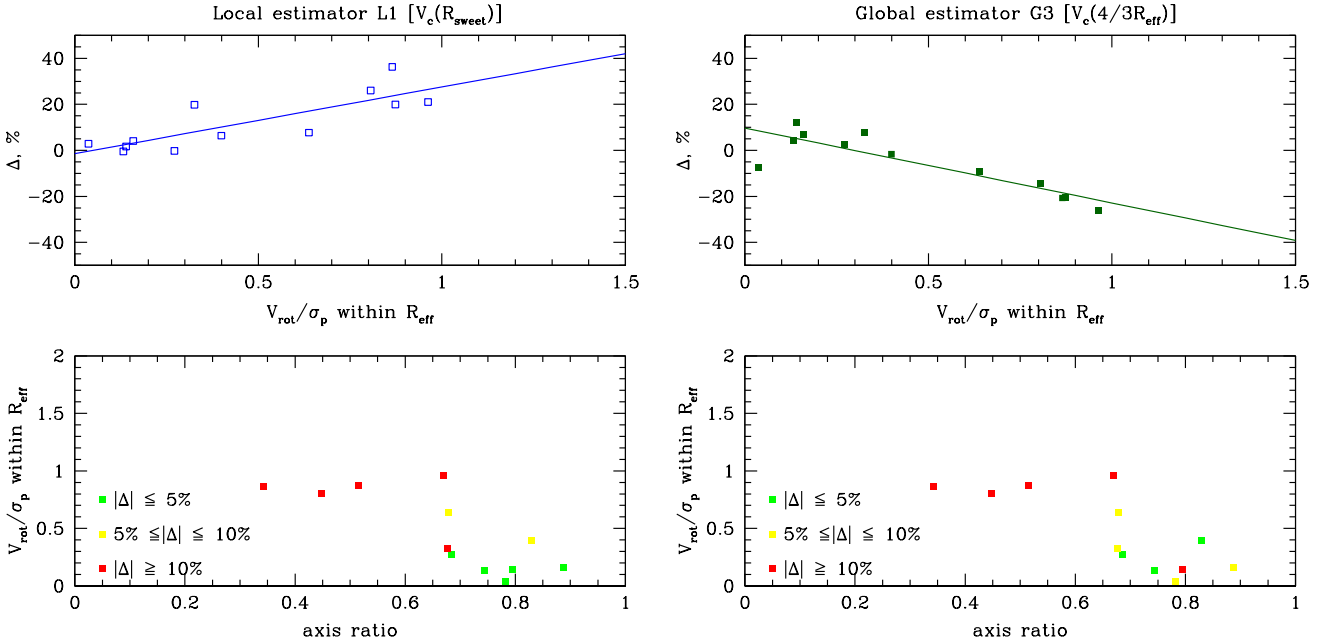 Local estimator L1 [V_c(R_sweet)]
Δ, %
40
20
0
−20
−40
0 0.5 1 1.5
V_rot/σ_p within R_eff
Global estimator G3 [V_c(4/3R_eff)]
Δ, %
40
20
0
−20
−40
0 0.5 1 1.5
V_rot/σ_p within R_eff
V_rot/σ_p within R_eff
2
1.5
1
0.5
0
|Δ| ≦ 5%
5% ≦|Δ| ≦ 10%
|Δ| ≧ 10%
0 0.2 0.4 0.6 0.8 1
axis ratio
V_rot/σ_p within R_eff
2
1.5
1
0.5
0
|Δ| ≦ 5%
5% ≦|Δ| ≦ 10%
|Δ| ≧ 10%
0 0.2 0.4 0.6 0.8 1
axis ratio